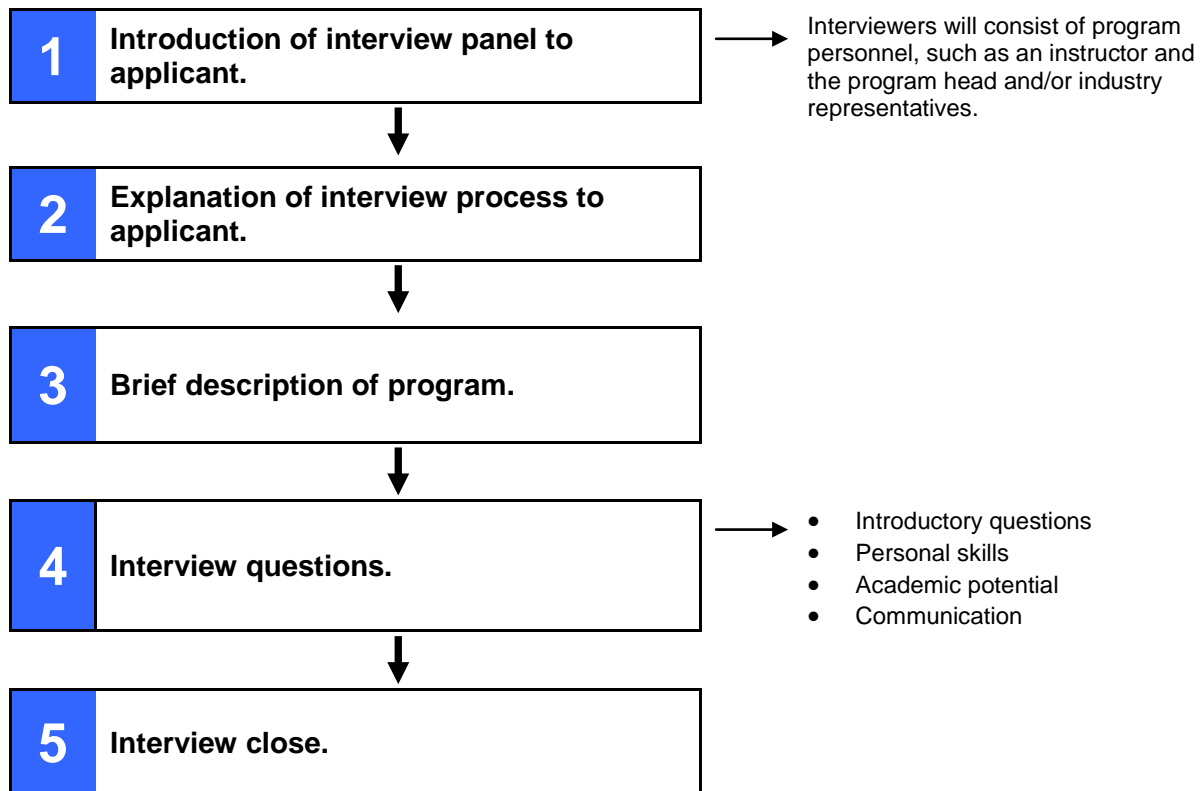 1
Introduction of interview panel to
applicant.
Interviewers will consist of program
personnel, such as an instructor and
the program head and/or industry
representatives.
2
Explanation of interview process to
applicant.
3
Brief description of program.
4
Interview questions.
• Introductory questions
• Personal skills
• Academic potential
• Communication
5
Interview close.